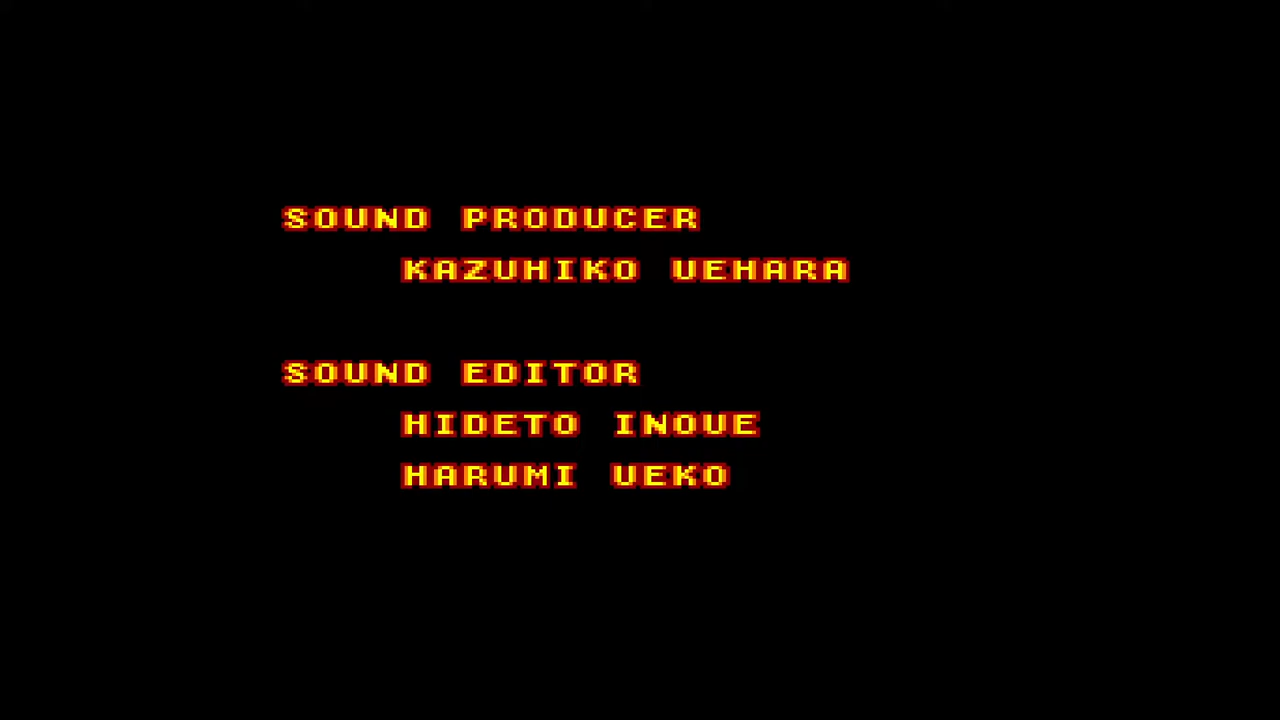 SOUND PRODUCER
KAZUHIKO UEHARA
SOUND EDITOR
HIDETO INOUE
HARUMI UEKO